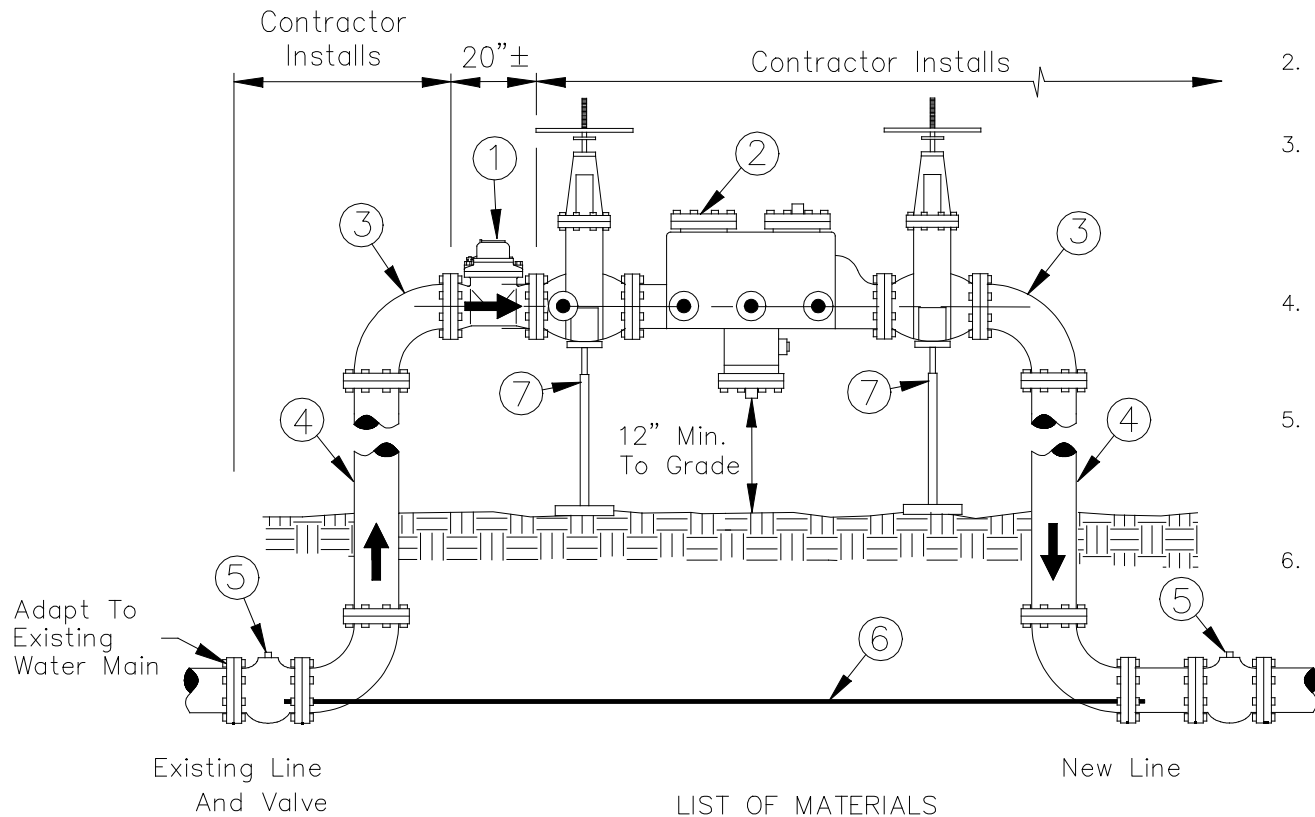 Contractor
Installs
20"±
Contractor Installs
2.
3.
1
2
3
3
4.
7
7
4
12" Min.
To Grade
4
5.
5
Adapt To
Existing
Water Main
6
5
6.
Existing Line
And Valve
New Line
LIST OF MATERIALS